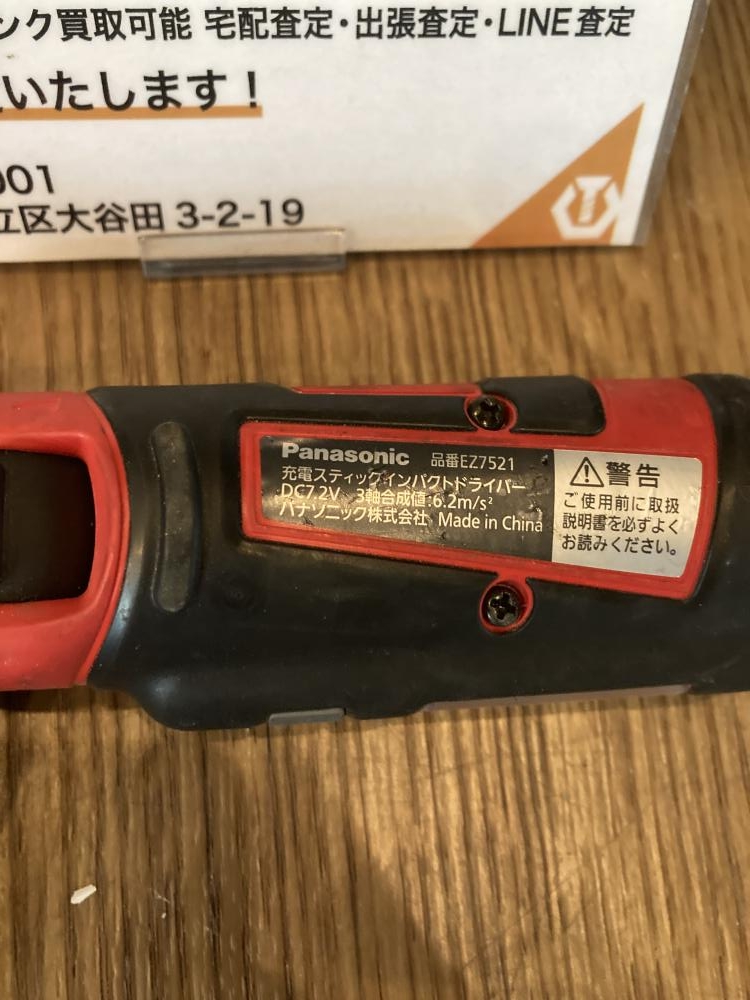 ンク買取可能 宅配査定・出張査定・LINE査定
いたします！
001
立区大谷田 3-2-19
Panasonic 品番EZ7521
充電スティックインパクトドライバー
DC7.2V 3軸合成値:6.2m/s²
パナソニック株式会社 Made in China
警告
ご使用前に取扱
説明書を必ずよく
お読みください。